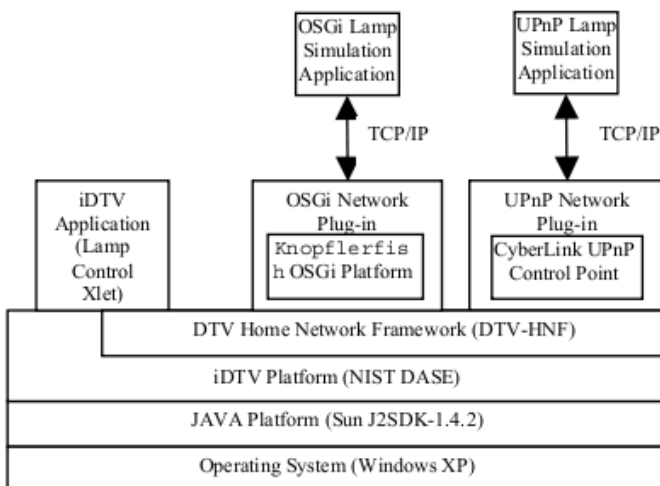 OSGi Lamp
Simulation
Application
UPnP Lamp
Simulation
Application
TCP/IP
TCP/IP
iDTV
Application
(Lamp
Control
Xlet)
OSGi Network
Plug-in
Knopflerfis
h OSGi Platform
UPnP Network
Plug-in
CyberLink UPnP
Control Point
DTV Home Network Framework (DTV-HNF)
iDTV Platform (NIST DASE)
JAVA Platform (Sun J2SDK-1.4.2)
Operating System (Windows XP)